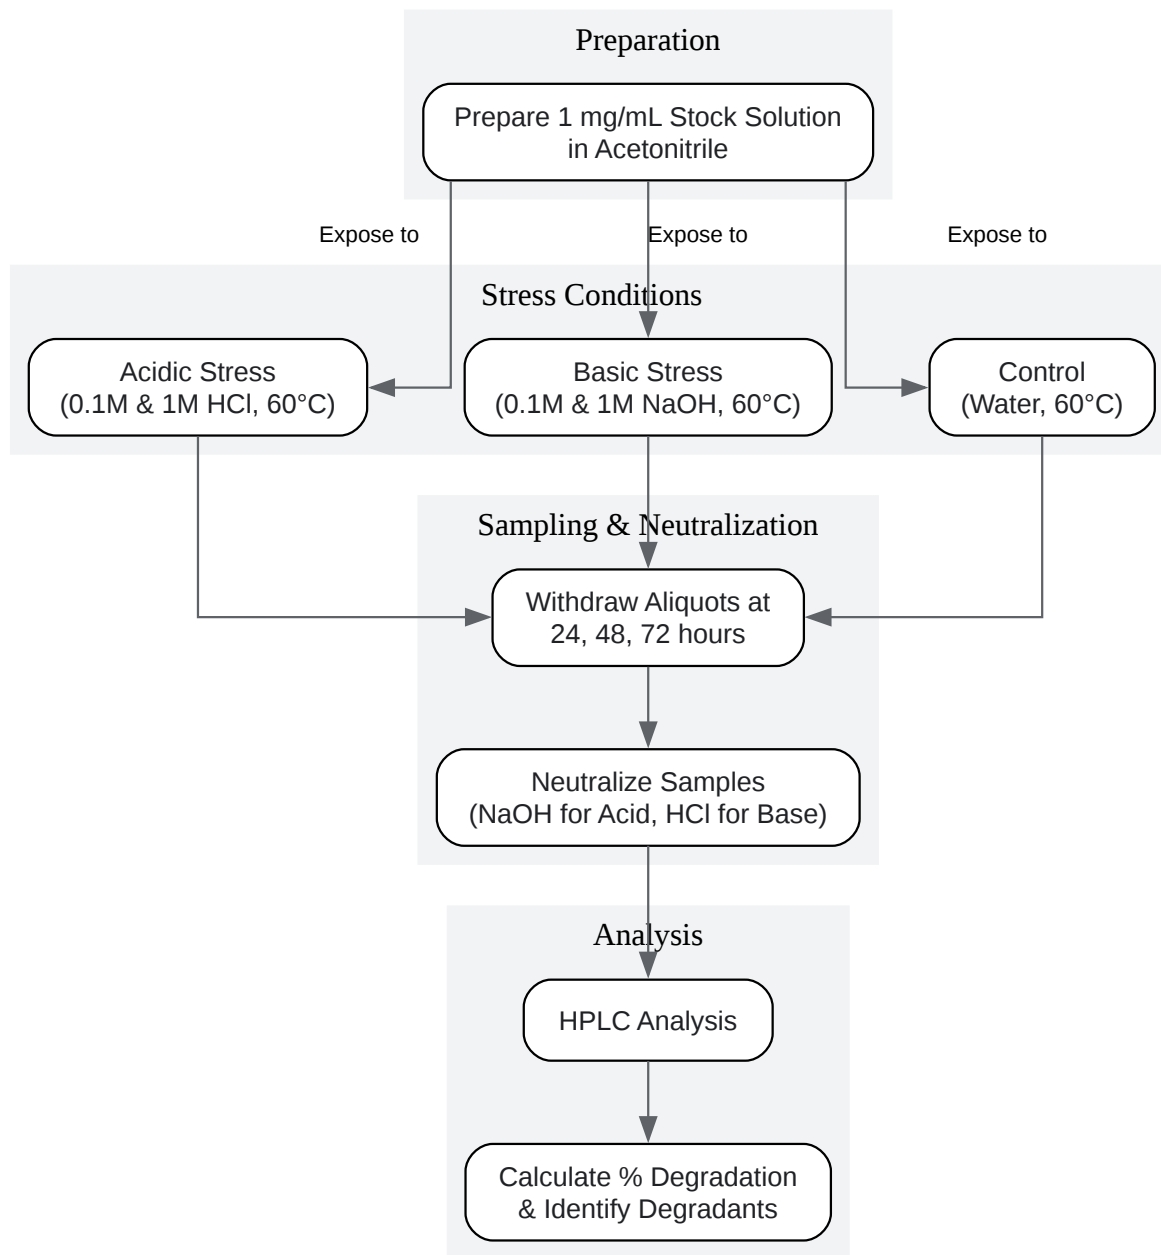 Preparation
Prepare 1 mg/mL Stock Solution
in Acetonitrile
Expose to
Expose to
Expose to
Stress Conditions
Acidic Stress
(0.1M & 1M HCl, 60°C)
Basic Stress
(0.1M & 1M NaOH, 60°C)
Control
(Water, 60°C)
Sampling & Neutralization
Withdraw Aliquots at
24, 48, 72 hours
Neutralize Samples
(NaOH for Acid, HCl for Base)
Analysis
HPLC Analysis
Calculate % Degradation
& Identify Degradants